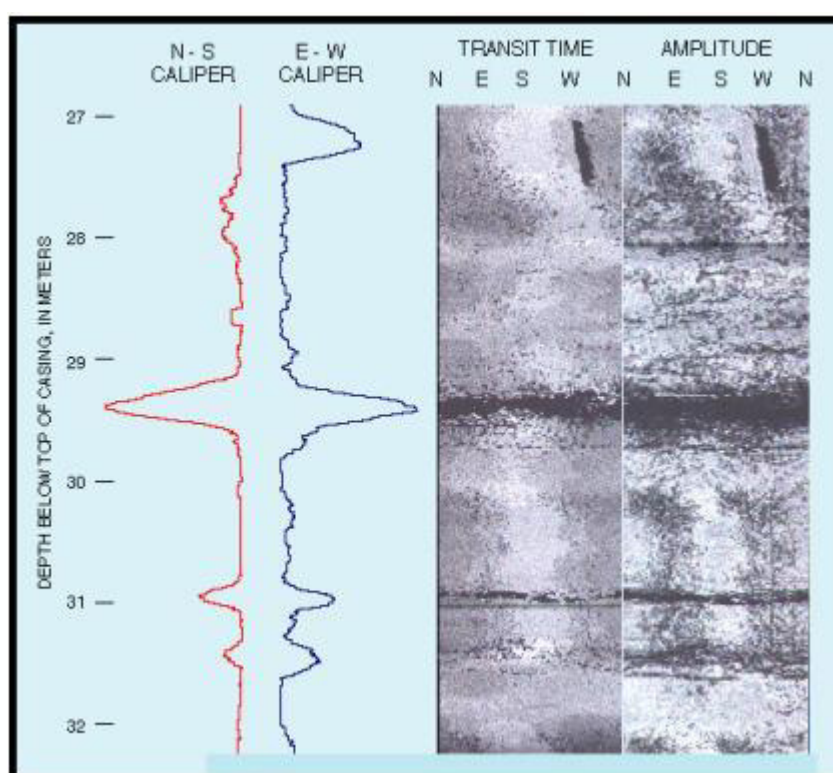 N - S
CALIPER
E - W
CALIPER
TRANSIT TIME
AMPLITUDE
N E S W N E S W N
DEPTH BELOW TOP OF CASING, IN METERS
27
28
29
30
31
32